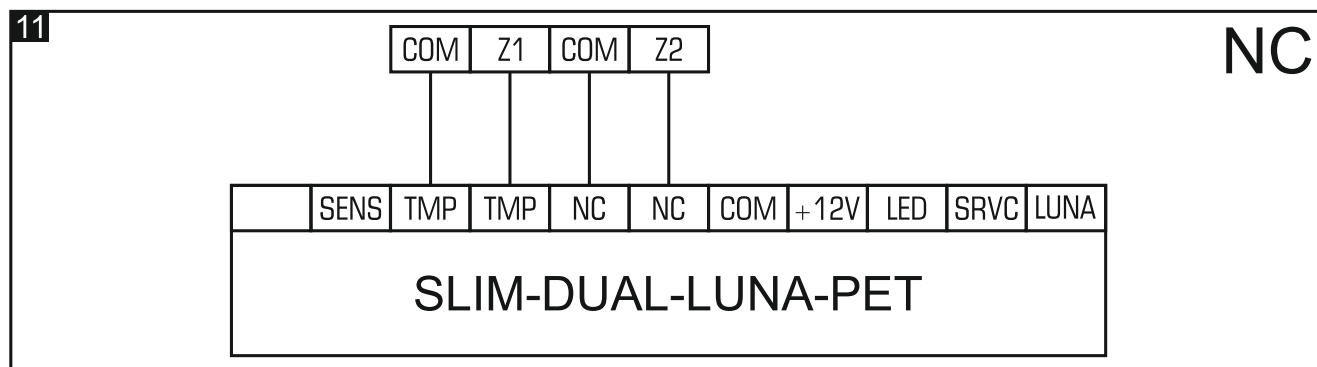 11
NC
COM Z1 COM Z2
SENS TMP TMP NC NC COM +12V LED SRVC LUNA
SLIM-DUAL-LUNA-PET